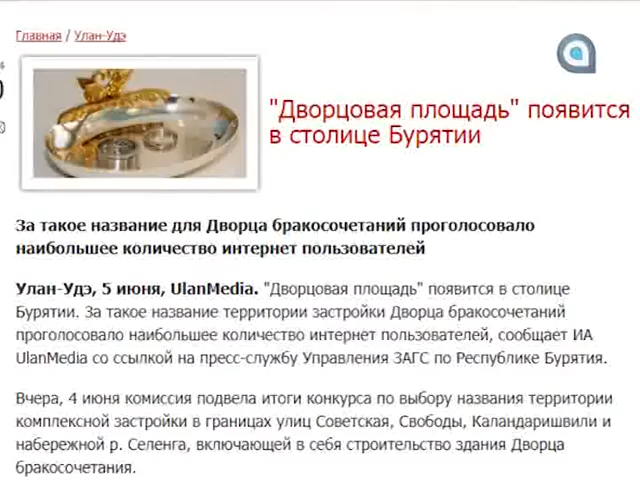 Главная / Улан-Удэ
"Дворцовая площадь" появится
в столице Бурятии
За такое название для Дворца бракосочетаний проголосовало
наибольшее количество интернет пользователей
Улан-Удэ, 5 июня, UlanMedia. "Дворцовая площадь" появится в столице
Бурятии. За такое название территории застройки Дворца бракосочетаний
проголосовало наибольшее количество интернет пользователей, сообщает ИА
UlanMedia со ссылкой на пресс-службу Управления ЗАГС по Республике Бурятия.
Вчера, 4 июня комиссия подвела итоги конкурса по выбору названия территории
комплексной застройки в границах улиц Советская, Свободы, Каландаришвили и
набережной р. Селенга, включающей в себя строительство здания Дворца
бракосочетания.